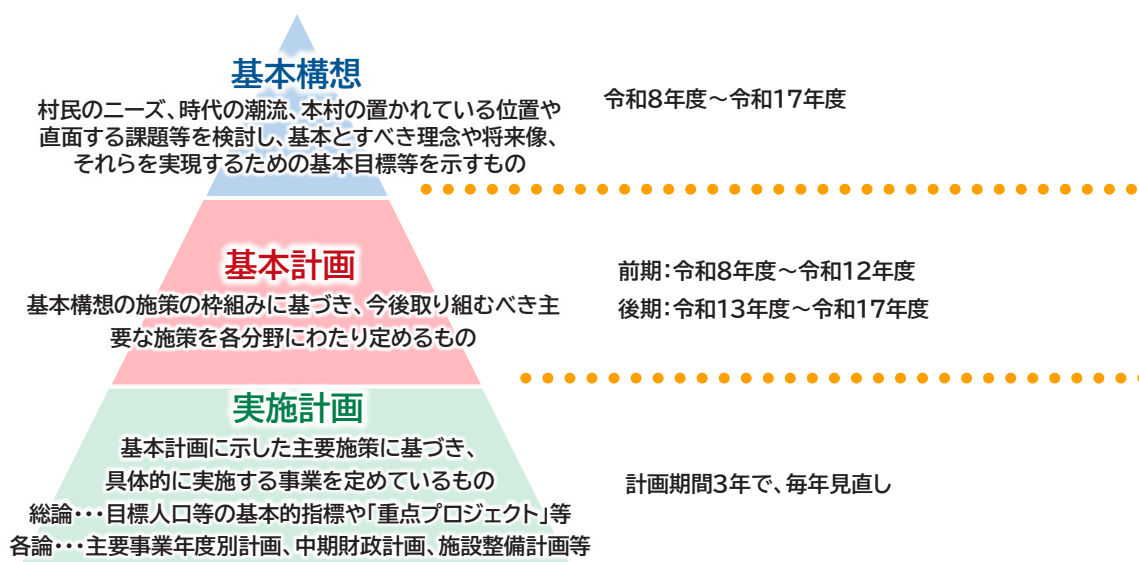 基本構想
村民のニーズ、時代の潮流、本村の置かれている位置や
直面する課題等を検討し、基本とすべき理念や将来像、
それらを実現するための基本目標等を示すもの
令和8年度～令和17年度
基本計画
基本構想の施策の枠組みに基づき、今後取り組むべき主
要な施策を各分野にわたり定めるもの
前期：令和8年度～令和12年度
後期：令和13年度～令和17年度
実施計画
基本計画に示した主要施策に基づき、
具体的に実施する事業を定めているもの
総論・・・目標人口等の基本的指標や「重点プロジェクト」等
各論・・・主要事業年度別計画、中期財政計画、施設整備計画等
計画期間3年で、毎年見直し